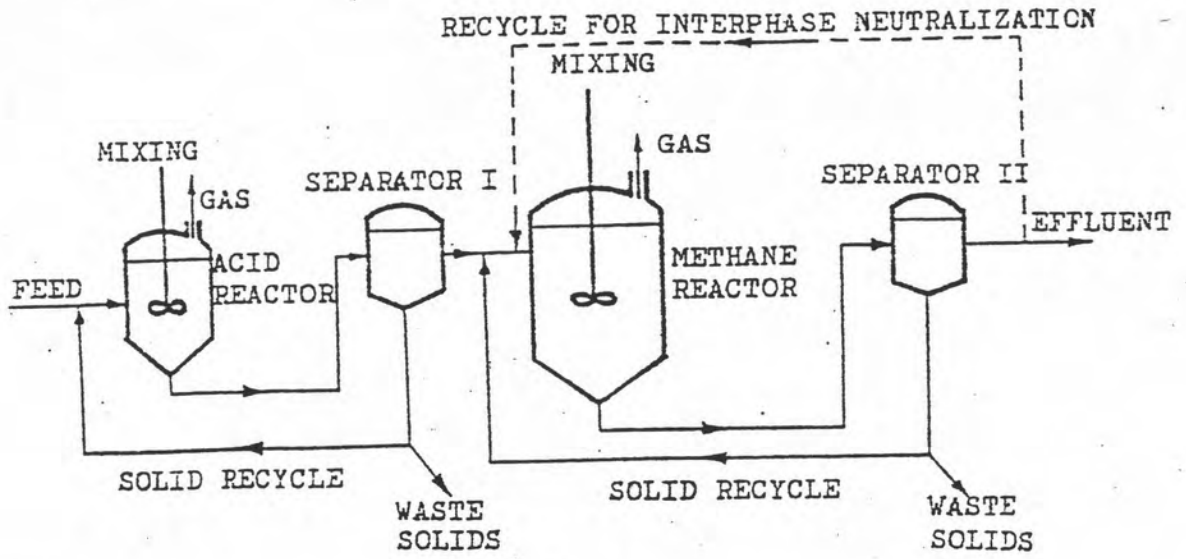 RECYCLE FOR INTERPHASE NEUTRALIZATION
MIXING
GAS
MIXING
GAS
SEPARATOR I
SEPARATOR II
EFFLUENT
FEED
ACID
REACTOR
METHANE
REACTOR
SOLID RECYCLE
WASTE
SOLIDS
SOLID RECYCLE
WASTE
SOLIDS